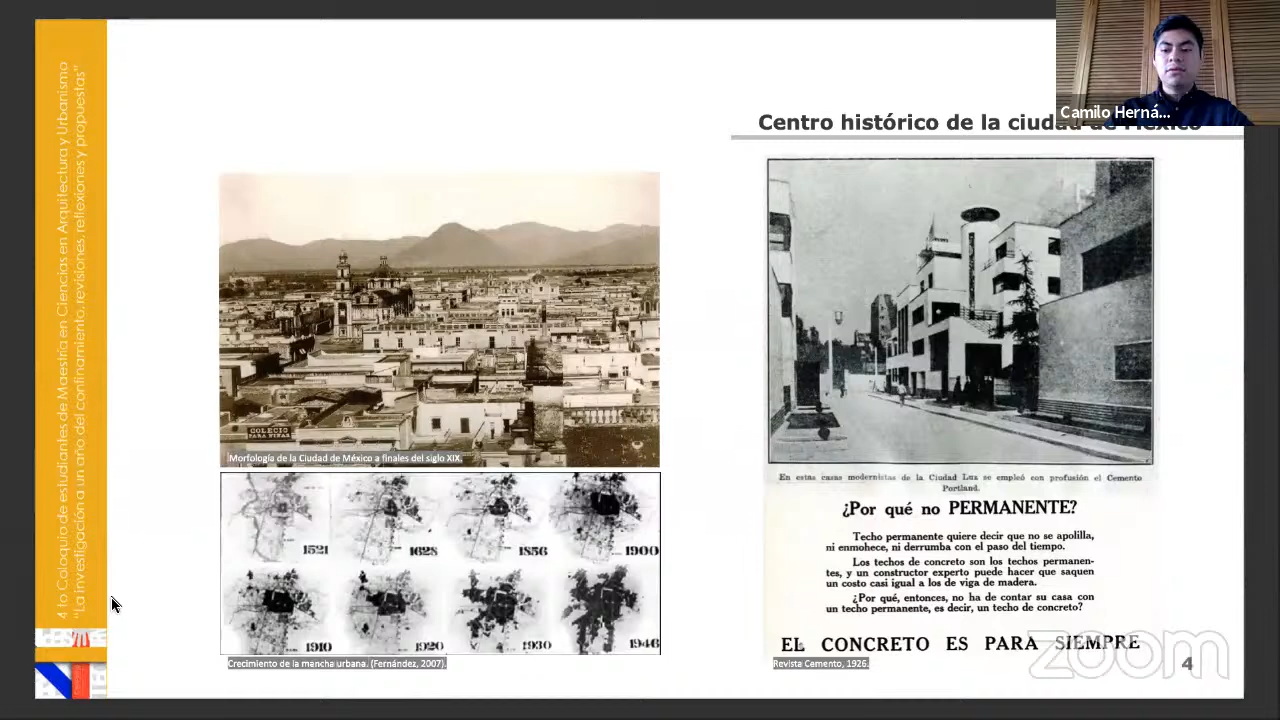 4 to Coloquio de estudiantes de Maestría en Ciencias en Arquitectura y Urbanismo
"La investigación a un año del confinamiento, revisiones, reflexiones y propuestas"
Camilo Herná...
Centro histórico de la ciudad de México
COLEGIO
PARA NIÑAS
Morfología de la Ciudad de México a finales del siglo XIX.
1521
1628
1856
1900
1910
1920
1930
1946
Crecimiento de la mancha urbana. (Fernández, 2007).
En estas casas modernistas de la Ciudad Luz se empleó con profusión el Cemento
Portland.
¿Por qué no PERMANENTE?
Techo permanente quiere decir que no se apolilla,
ni enmohece, ni derrumba con el paso del tiempo.
Los techos de concreto son los techos permanen-
tes, y un constructor experto puede hacer que saquen
un costo casi igual a los de viga de madera.
¿Por qué, entonces, no ha de contar su casa con
un techo permanente, es decir, un techo de concreto?
EL CONCRETO ES PARA SIEMPRE
Revista Cemento, 1926.
zoom
4